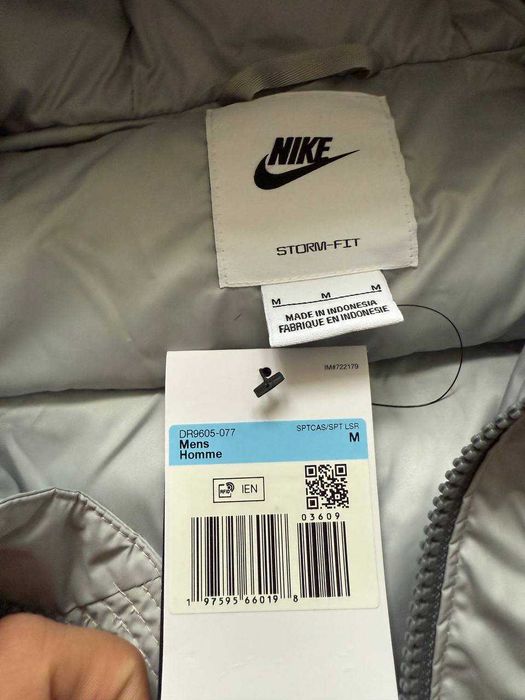 NIKE
STORM-FIT
M M M
MADE IN INDONESIA
FABRIQUE EN INDONESIE
IM#722179
DR9605-077 SPTCAS/SPT LSR
Mens M
Homme
RFID IEN
03609
1 97595 66019 8